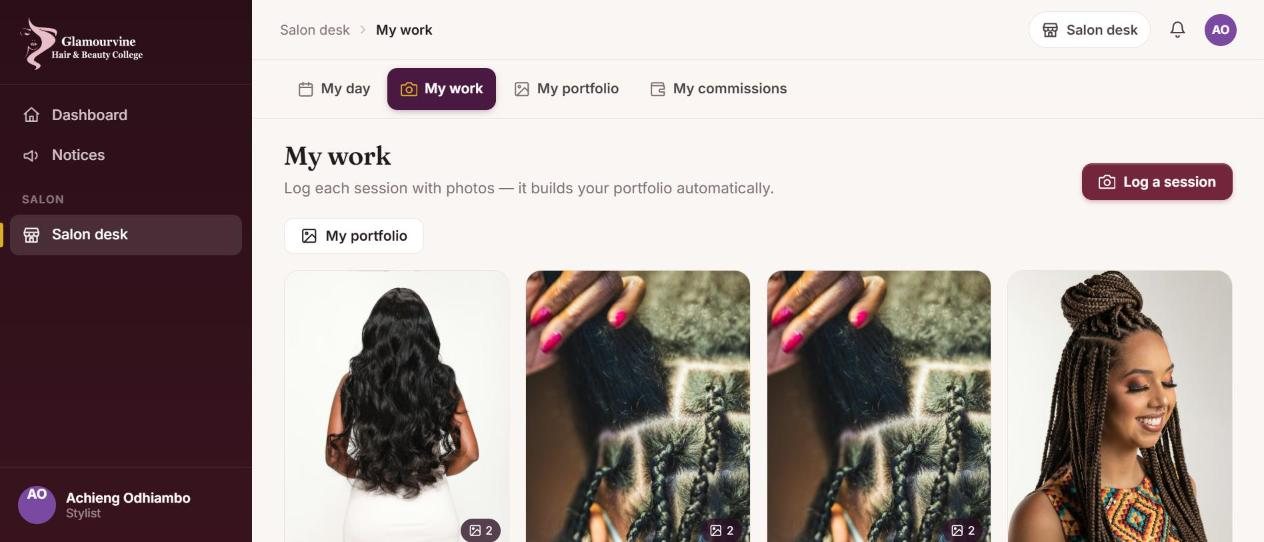 Glamourvine
Hair & Beauty College
Dashboard
Notices
SALON
Salon desk
AO
Achieng Odhiambo
Stylist
Salon desk > My work
Salon desk
AO
My day
My work
My portfolio
My commissions
My work
Log each session with photos — it builds your portfolio automatically.
Log a session
My portfolio
2
2
2